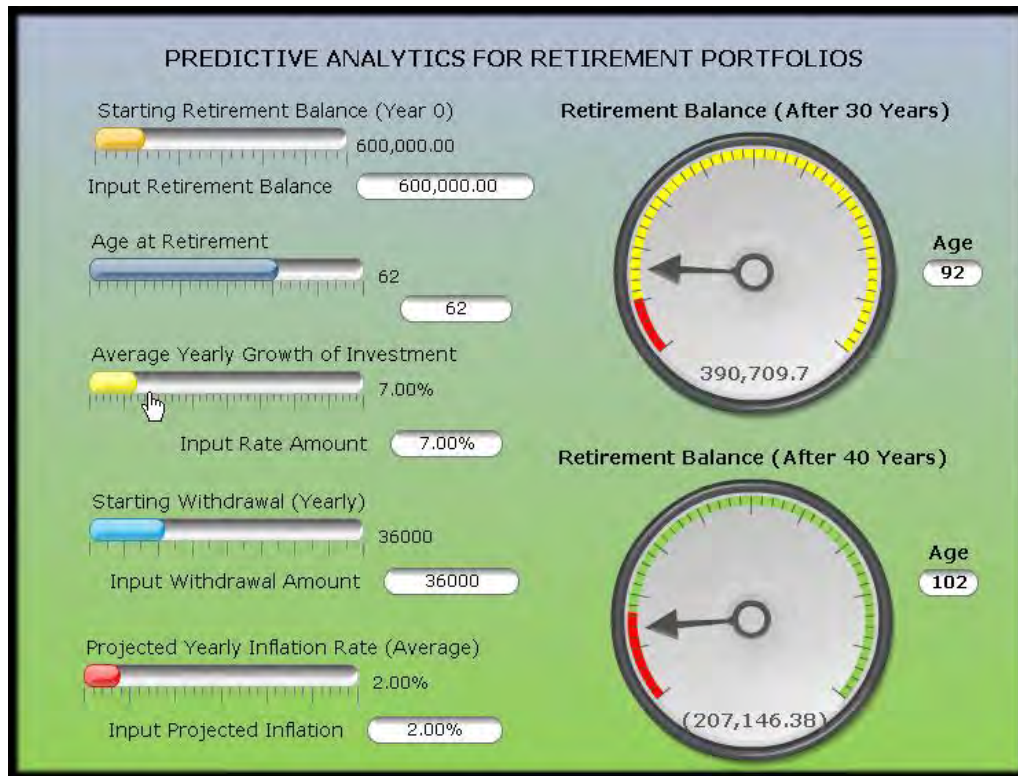 PREDICTIVE ANALYTICS FOR RETIREMENT PORTFOLIOS
Starting Retirement Balance (Year 0)
600,000.00
Input Retirement Balance 600,000.00
Age at Retirement
62
62
Average Yearly Growth of Investment
7.00%
Input Rate Amount 7.00%
Starting Withdrawal (Yearly)
36000
Input Withdrawal Amount 36000
Projected Yearly Inflation Rate (Average)
2.00%
Input Projected Inflation 2.00%
Retirement Balance (After 30 Years)
390,709.7
Age
92
Retirement Balance (After 40 Years)
(207,146.38)
Age
102